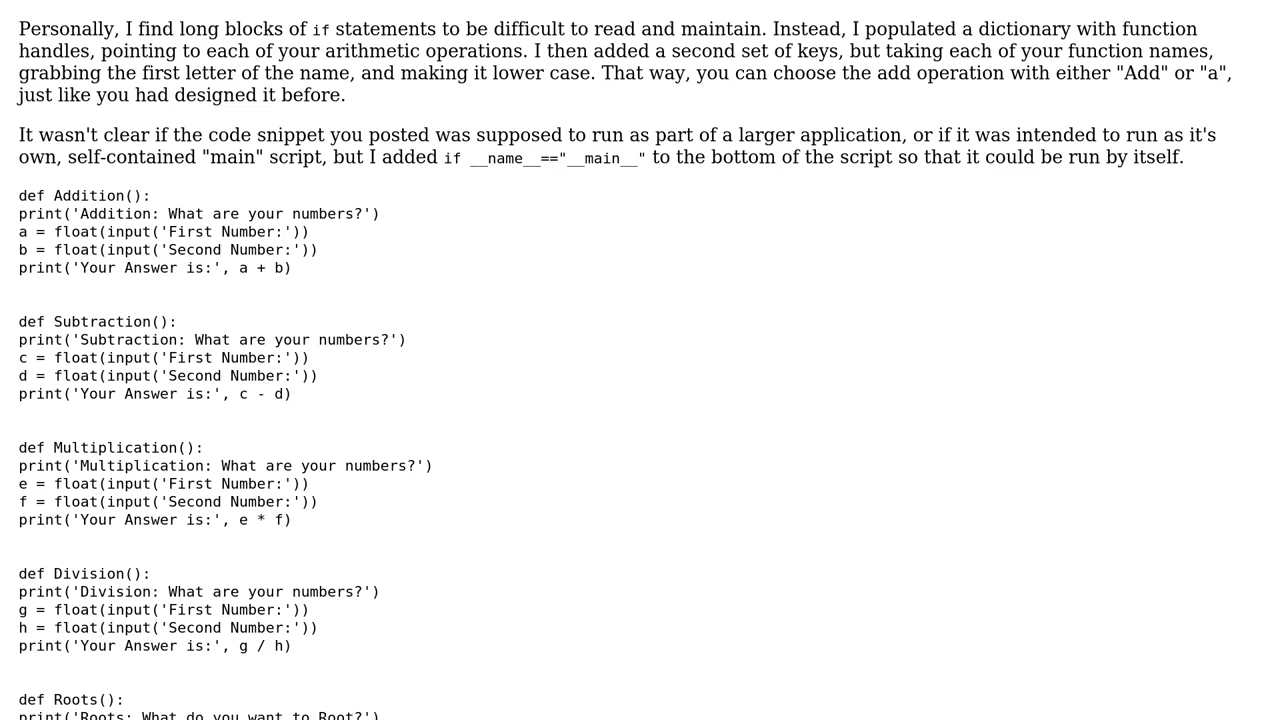 Personally, I find long blocks of if statements to be difficult to read and maintain. Instead, I populated a dictionary with function
handles, pointing to each of your arithmetic operations. I then added a second set of keys, but taking each of your function names,
grabbing the first letter of the name, and making it lower case. That way, you can choose the add operation with either "Add" or "a",
just like you had designed it before.
It wasn't clear if the code snippet you posted was supposed to run as part of a larger application, or if it was intended to run as it's
own, self-contained "main" script, but I added if __name__=="__main__" to the bottom of the script so that it could be run by itself.
def Addition():
print('Addition: What are your numbers?')
a = float(input('First Number:'))
b = float(input('Second Number:'))
print('Your Answer is:', a + b)
def Subtraction():
print('Subtraction: What are your numbers?')
c = float(input('First Number:'))
d = float(input('Second Number:'))
print('Your Answer is:', c - d)
def Multiplication():
print('Multiplication: What are your numbers?')
e = float(input('First Number:'))
f = float(input('Second Number:'))
print('Your Answer is:', e * f)
def Division():
print('Division: What are your numbers?')
g = float(input('First Number:'))
h = float(input('Second Number:'))
print('Your Answer is:', g / h)
def Roots():
print('Roots: What do you want to Root?')